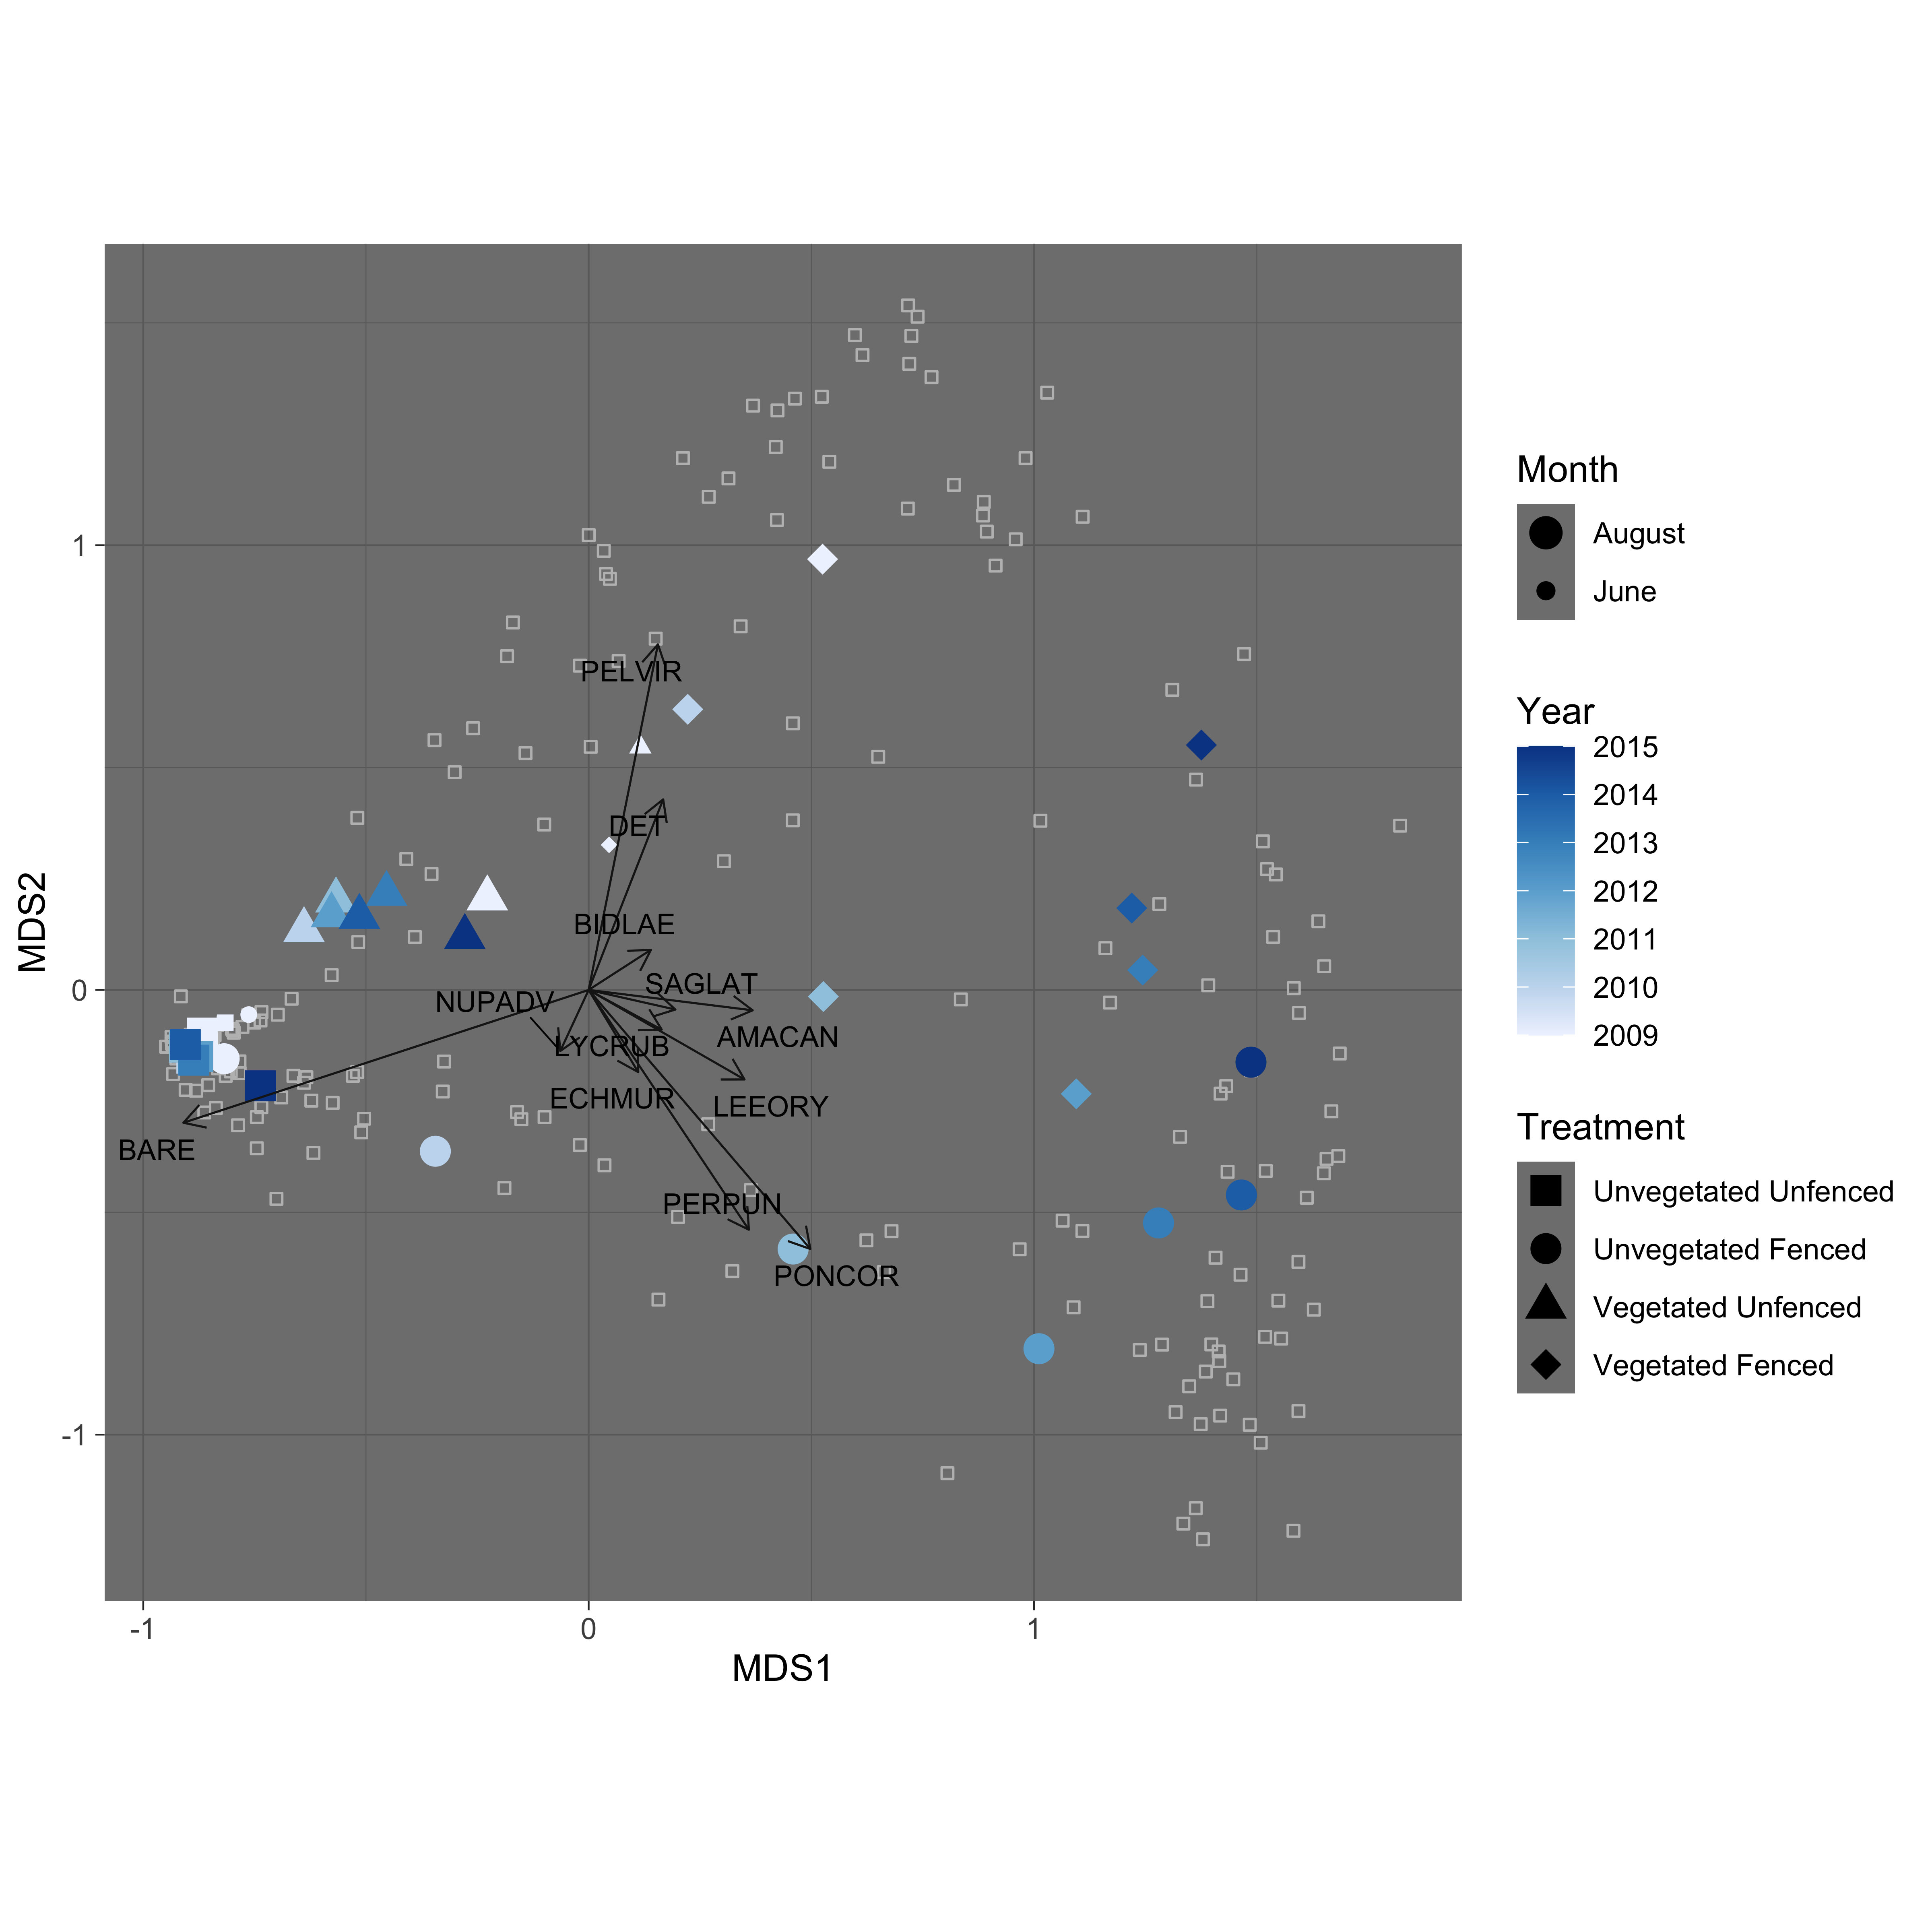 PELVIR
DET
BIDLAE
SAGLAT
NUPADV
AMACAN
LYCRUB
ECHMUR
LEEORY
BARE
PERPUN
PONCOR
1
0
-1
MDS2
-1
0
1
MDS1
Month
August
June
Year
2015
2014
2013
2012
2011
2010
2009
Treatment
Unvegetated Unfenced
Unvegetated Fenced
Vegetated Unfenced
Vegetated Fenced